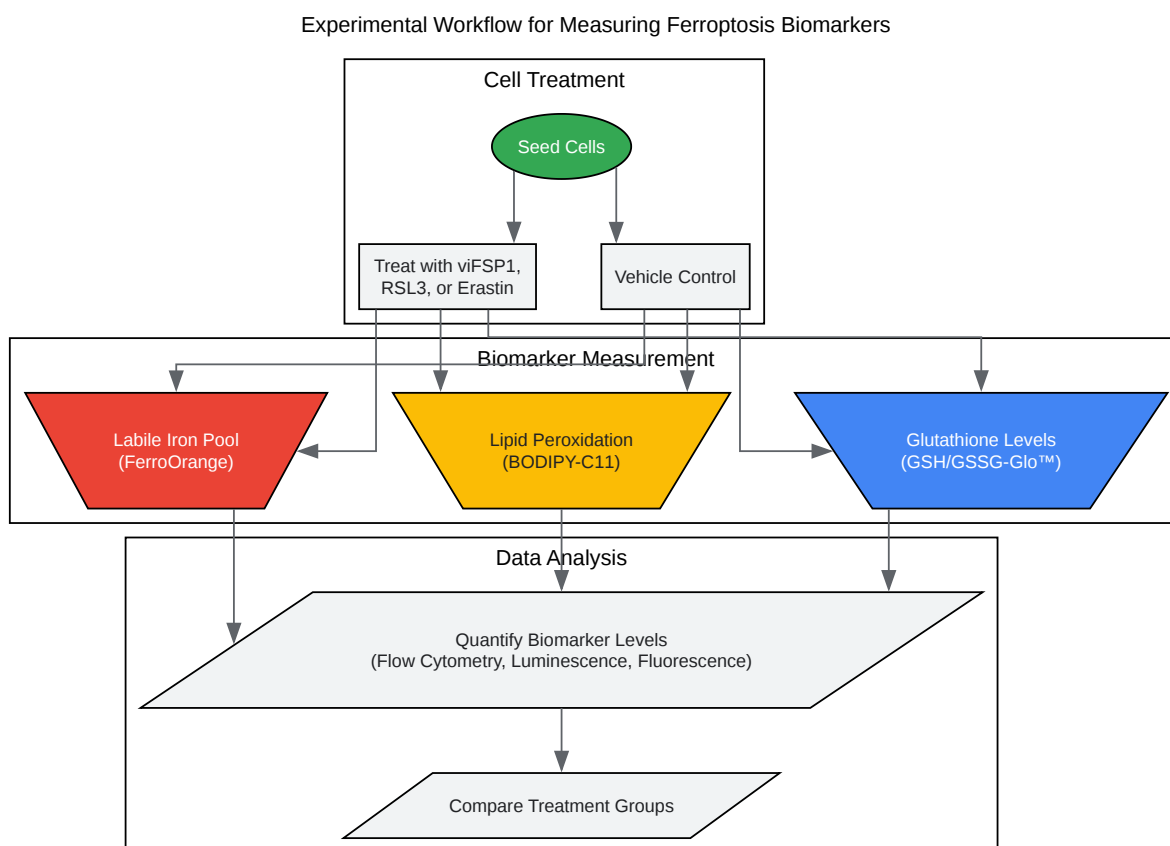 Experimental Workflow for Measuring Ferroptosis Biomarkers
Cell Treatment
Seed Cells
Treat with viFSP1,
RSL3, or Erastin
Vehicle Control
Biomarker Measurement
Labile Iron Pool
(FerroOrange)
Lipid Peroxidation
(BODIPY-C11)
Glutathione Levels
(GSH/GSSG-Glo™)
Data Analysis
Quantify Biomarker Levels
(Flow Cytometry, Luminescence, Fluorescence)
Compare Treatment Groups